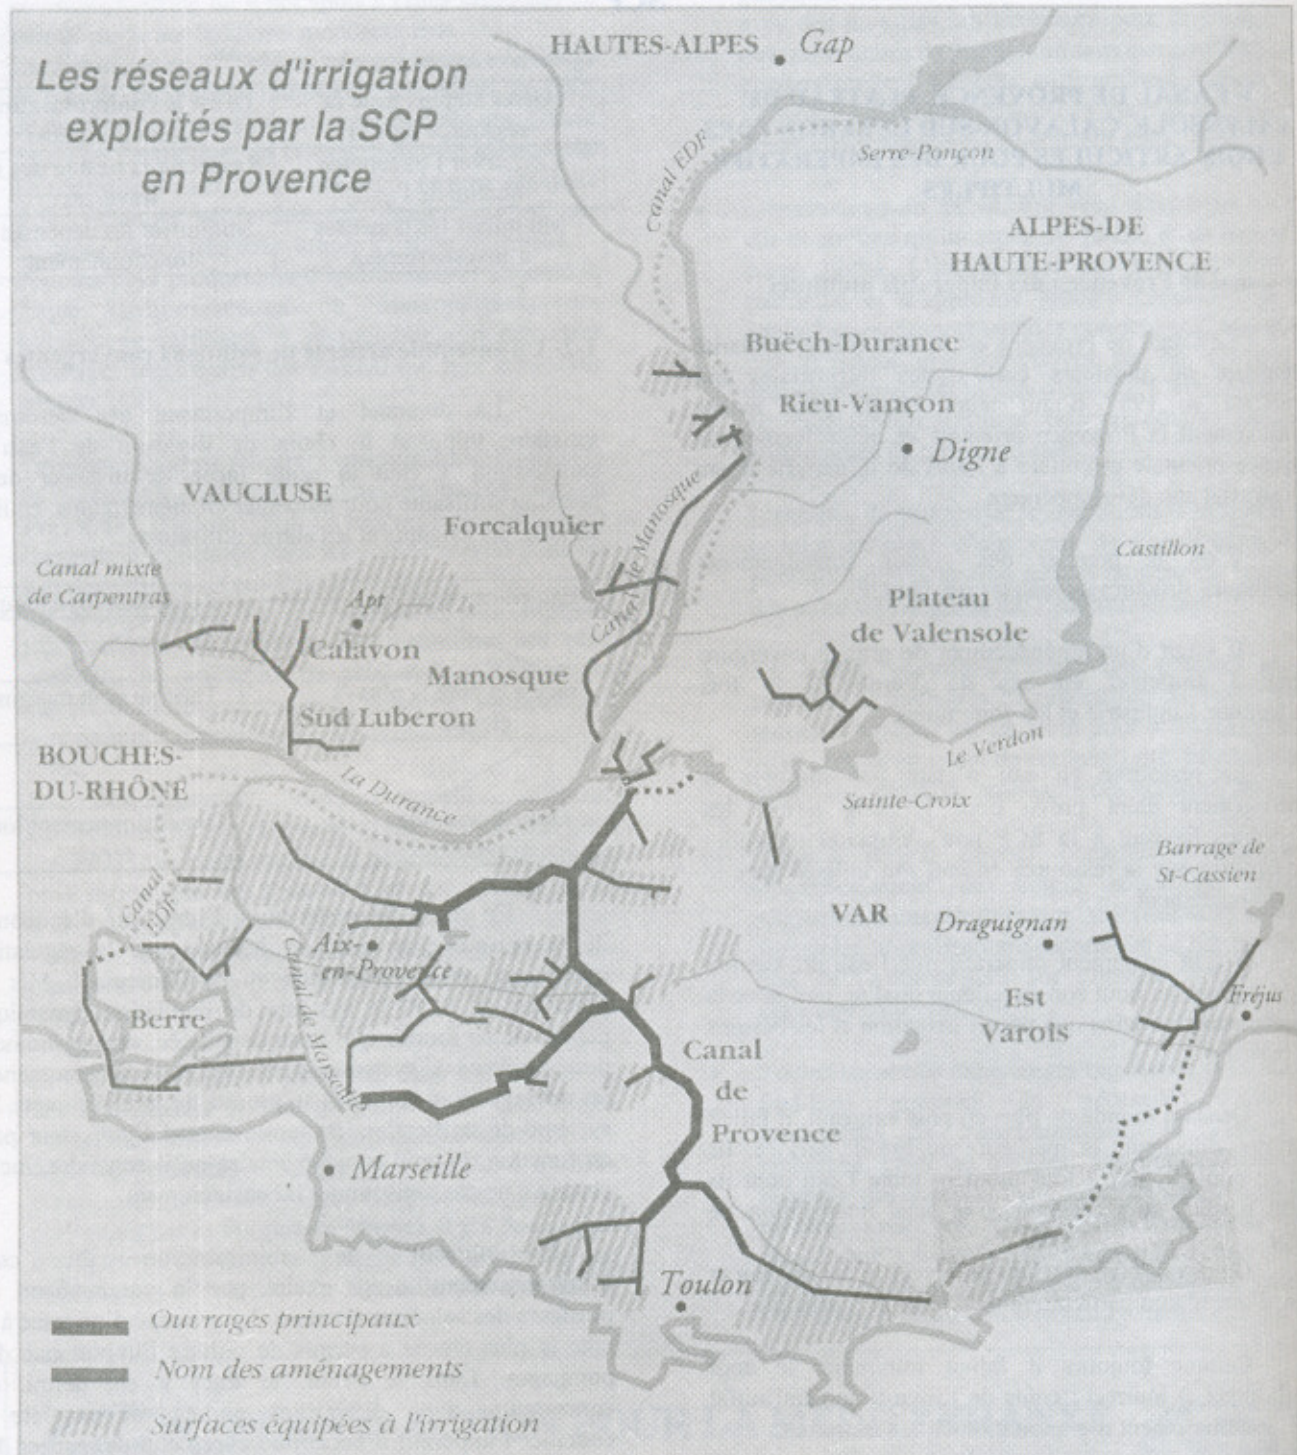 Les réseaux d'irrigation
exploités par la SCP
en Provence
HAUTES-ALPES
Gap
Canal EDF
Serre-Ponçon
ALPES-DE
HAUTE-PROVENCE
Buëch-Durance
Rieu-Vançon
Digne
VAUCLUSE
Forcalquier
Canal de Manosque
Castillon
Canal mixte
de Carpentras
Apt
Plateau
de Valensole
Calavon
Manosque
Sud Luberon
BOUCHES-
DU-RHÔNE
La Durance
Le Verdon
Sainte-Croix
Barrage de
St-Cassien
Canal
EDF
VAR
Draguignan
Aix-
en-Provence
Canal de Marseille
Est
Varois
Fréjus
Berre
Canal
de
Provence
Marseille
Toulon
Ouvrages principaux
Nom des aménagements
Surfaces équipées à l'irrigation